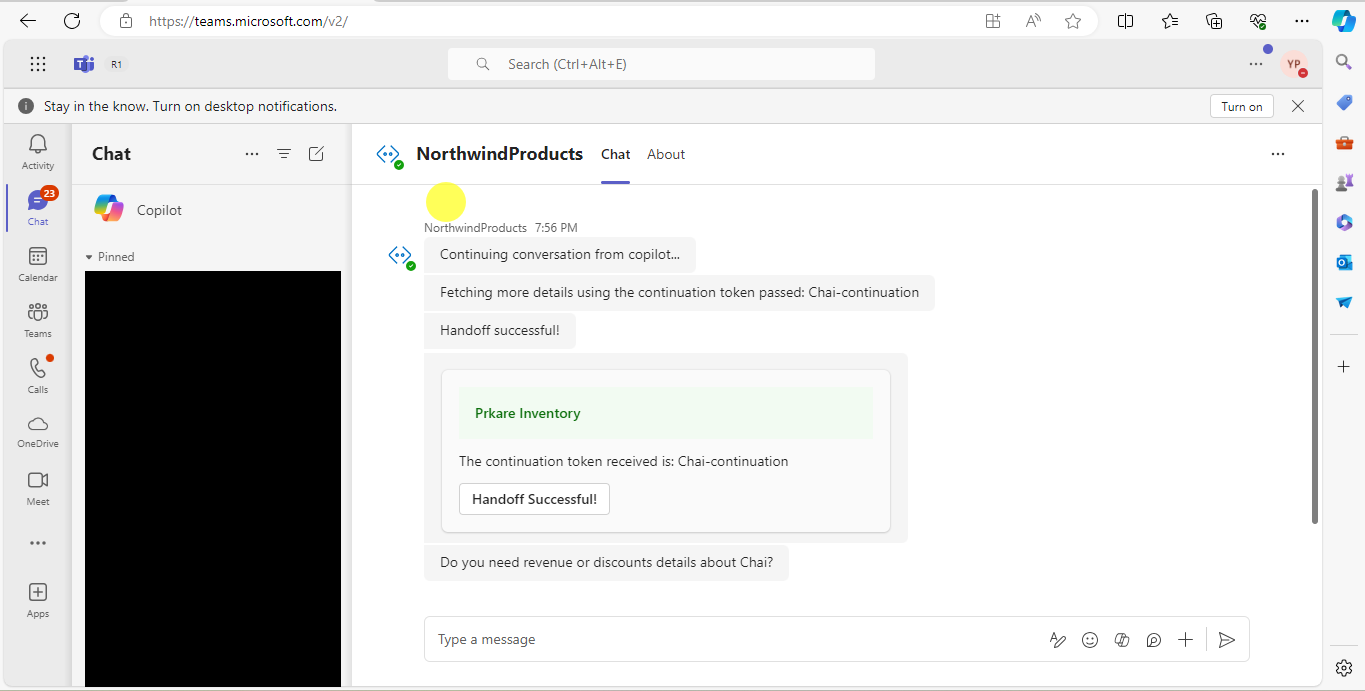 https://teams.microsoft.com/v2/
R1
Search (Ctrl+Alt+E)
YP
Stay in the know. Turn on desktop notifications.
Turn on
Activity
23
Chat
Calendar
Teams
Calls
OneDrive
Meet
Apps
Chat
Copilot
Pinned
NorthwindProducts
Chat
About
NorthwindProducts 7:56 PM
Continuing conversation from copilot...
Fetching more details using the continuation token passed: Chai-continuation
Handoff successful!
Prkare Inventory
The continuation token received is: Chai-continuation
Handoff Successful!
Do you need revenue or discounts details about Chai?
Type a message